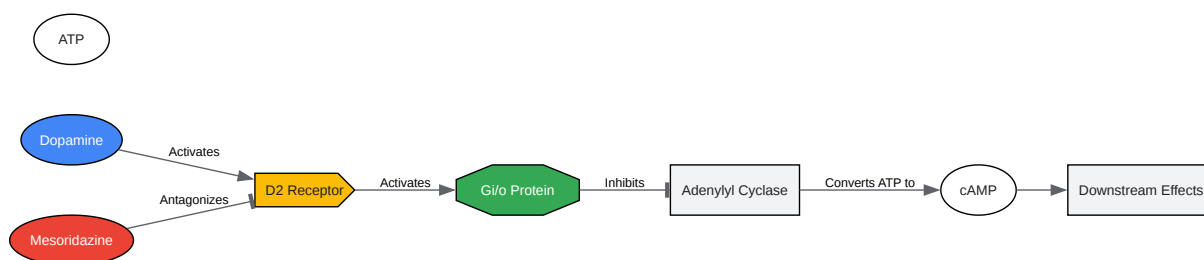 ATP
Dopamine
Activates
Antagonizes
Mesoridazine
D2 Receptor
Activates
Gi/o Protein
Inhibits
Adenylyl Cyclase
Converts ATP to
cAMP
Downstream Effects